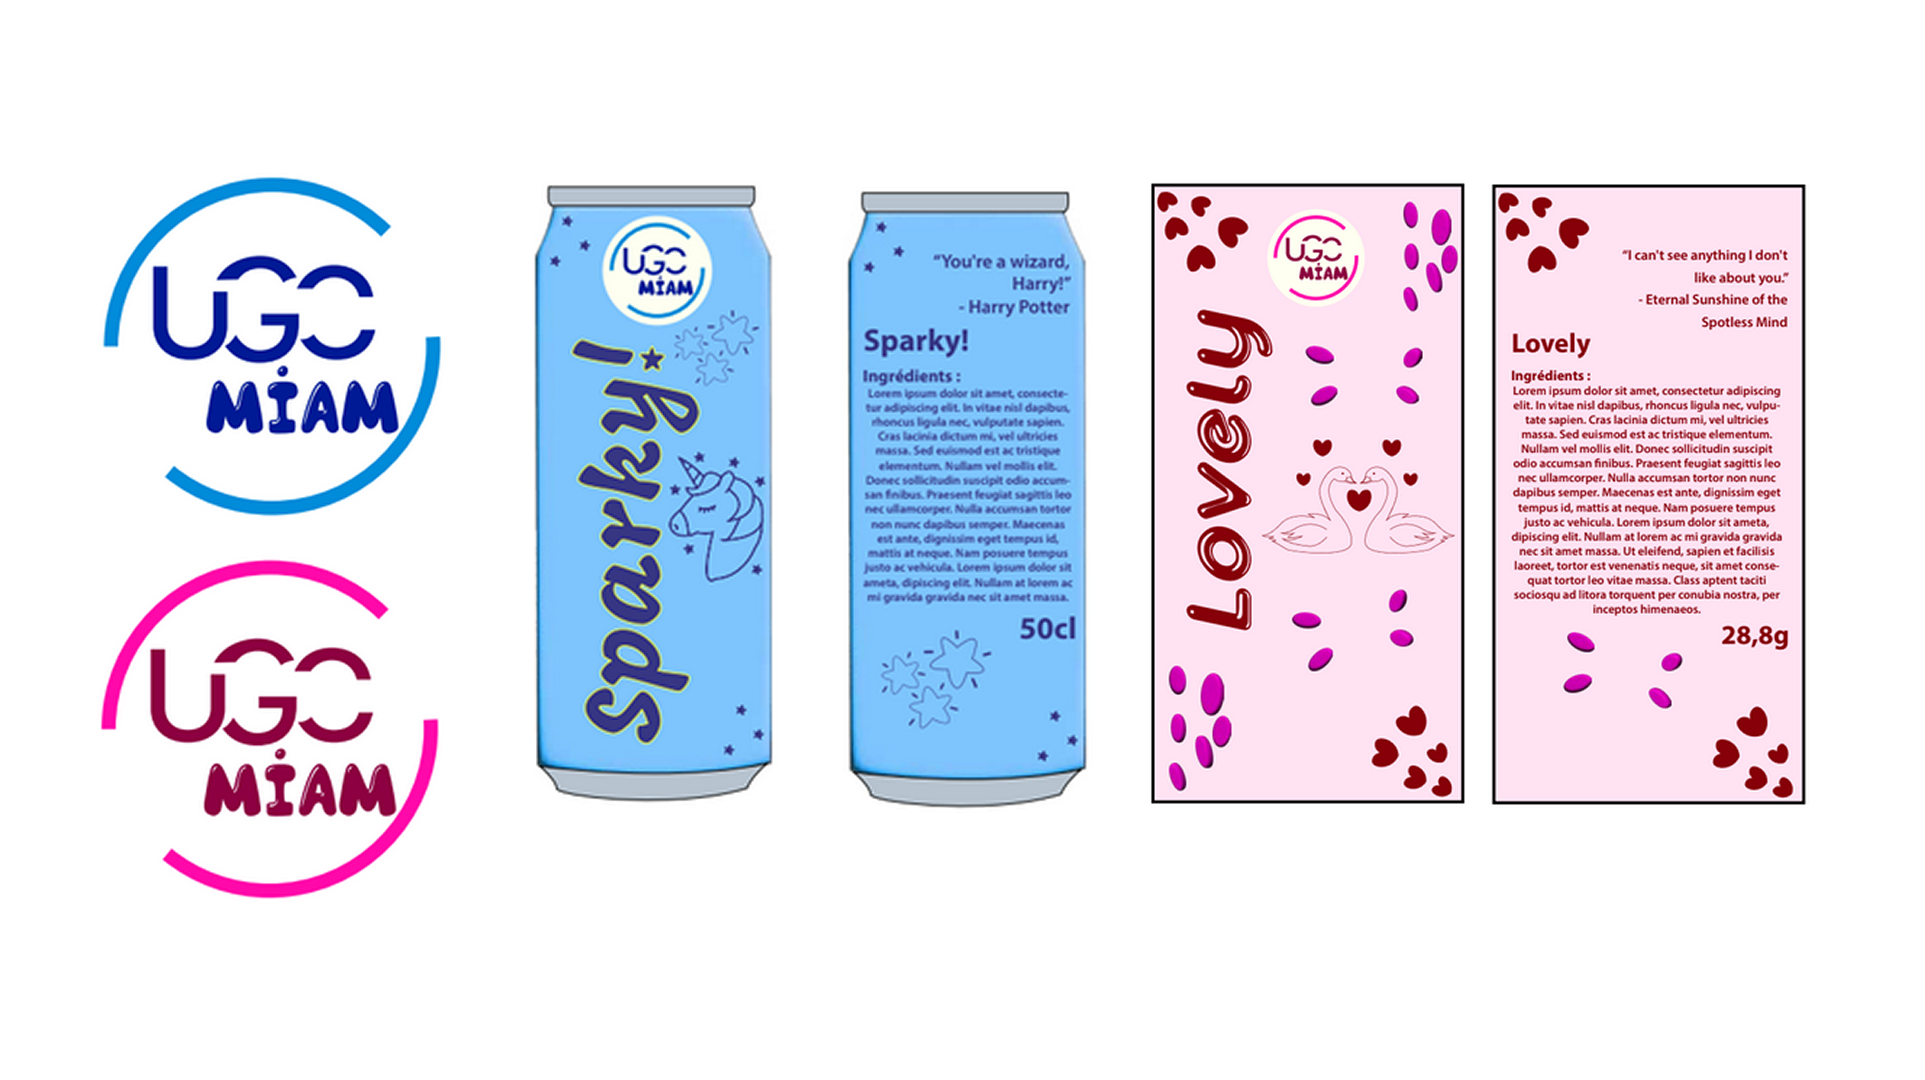 UGC
MİAM
UGC
MİAM
UGC
MİAM
Sparky!
“You're a wizard,
Harry!”
- Harry Potter
Sparky!
Ingrédients :
Lorem ipsum dolor sit amet, consecte-
tur adipiscing elit. In vitae nisl dapibus,
rhoncus ligula nec, vulputate sapien.
Cras lacinia dictum mi, vel ultricies
massa. Sed euismod est ac tristique
elementum. Nullam vel mollis elit.
Donec sollicitudin suscipit odio accum-
san finibus. Praesent feugiat sagittis leo
nec ullamcorper. Nulla accumsan tortor
non nunc dapibus semper. Maecenas
est ante, dignissim eget tempus id,
mattis at neque. Nam posuere tempus
justo ac vehicula. Lorem ipsum dolor sit
ameta, dipiscing elit. Nullam at lorem ac
mi gravida gravida nec sit amet massa.
50cl
UGC
MİAM
Lovely
“I can't see anything I don't
like about you.”
- Eternal Sunshine of the
Spotless Mind
Lovely
Ingrédients :
Lorem ipsum dolor sit amet, consectetur adipiscing
elit. In vitae nisl dapibus, rhoncus ligula nec, vulpu-
tate sapien. Cras lacinia dictum mi, vel ultricies
massa. Sed euismod est ac tristique elementum.
Nullam vel mollis elit. Donec sollicitudin suscipit
odio accumsan finibus. Praesent feugiat sagittis leo
nec ullamcorper. Nulla accumsan tortor non nunc
dapibus semper. Maecenas est ante, dignissim eget
tempus id, mattis at neque. Nam posuere tempus
justo ac vehicula. Lorem ipsum dolor sit ameta,
dipiscing elit. Nullam at lorem ac mi gravida gravida
nec sit amet massa. Ut eleifend, sapien et facilisis
laoreet, tortor est venenatis neque, sit amet conse-
quat tortor leo vitae massa. Class aptent taciti
sociosqu ad litora torquent per conubia nostra, per
inceptos himenaeos.
28,8g